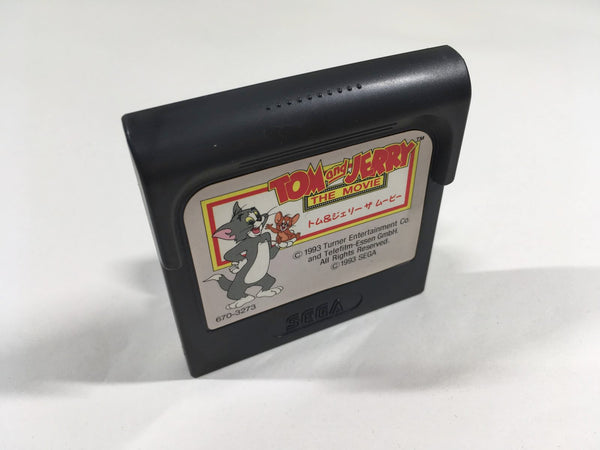 TOM and JERRY™
THE MOVIE
トム&ジェリー ザ ムービー
© 1993 Turner Entertainment Co.
and Telefilm-Essen GmbH.
All Rights Reserved.
© 1993 SEGA
670-3273
SEGA